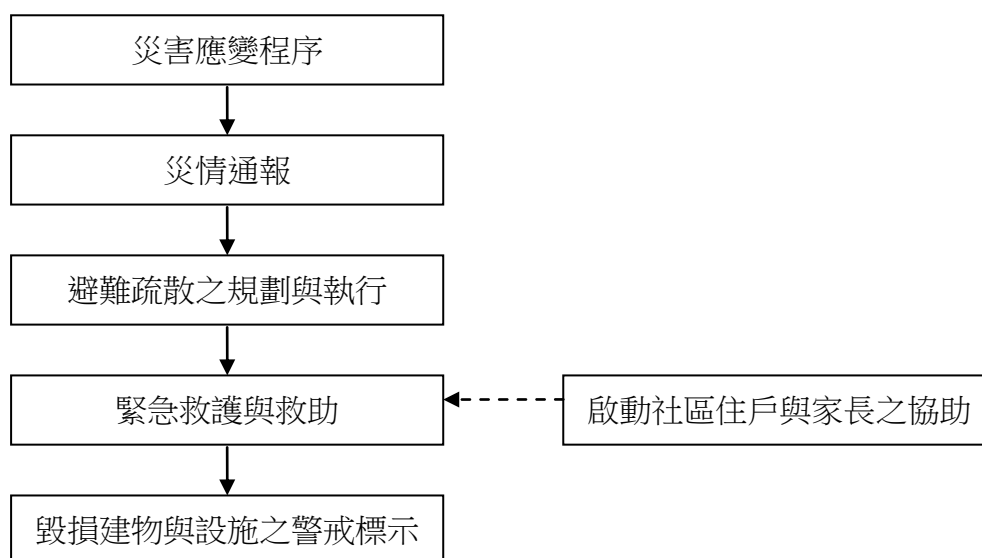 災害應變程序
災情通報
避難疏散之規劃與執行
緊急救護與救助
啟動社區住戶與家長之協助
毀損建物與設施之警戒標示